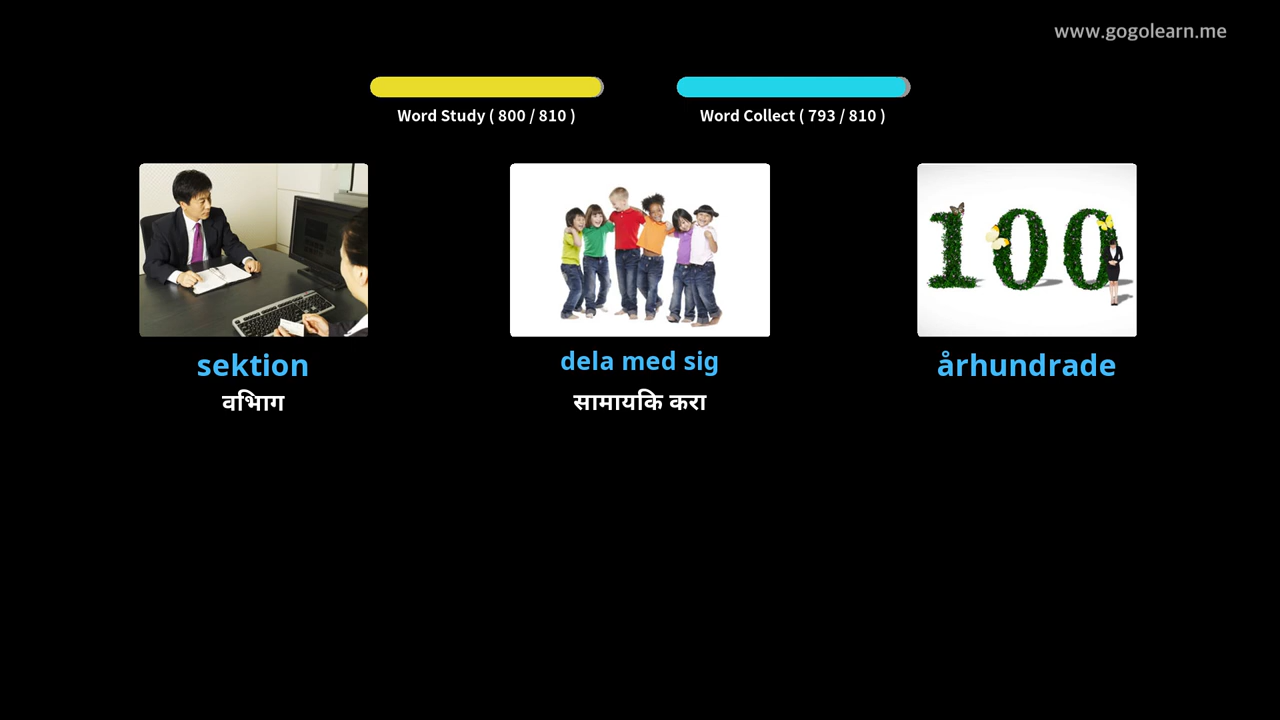 www.gogolearn.me
Word Study ( 800 / 810 )
Word Collect ( 793 / 810 )
sektion
विभाग
dela med sig
सामायिक करा
århundrade